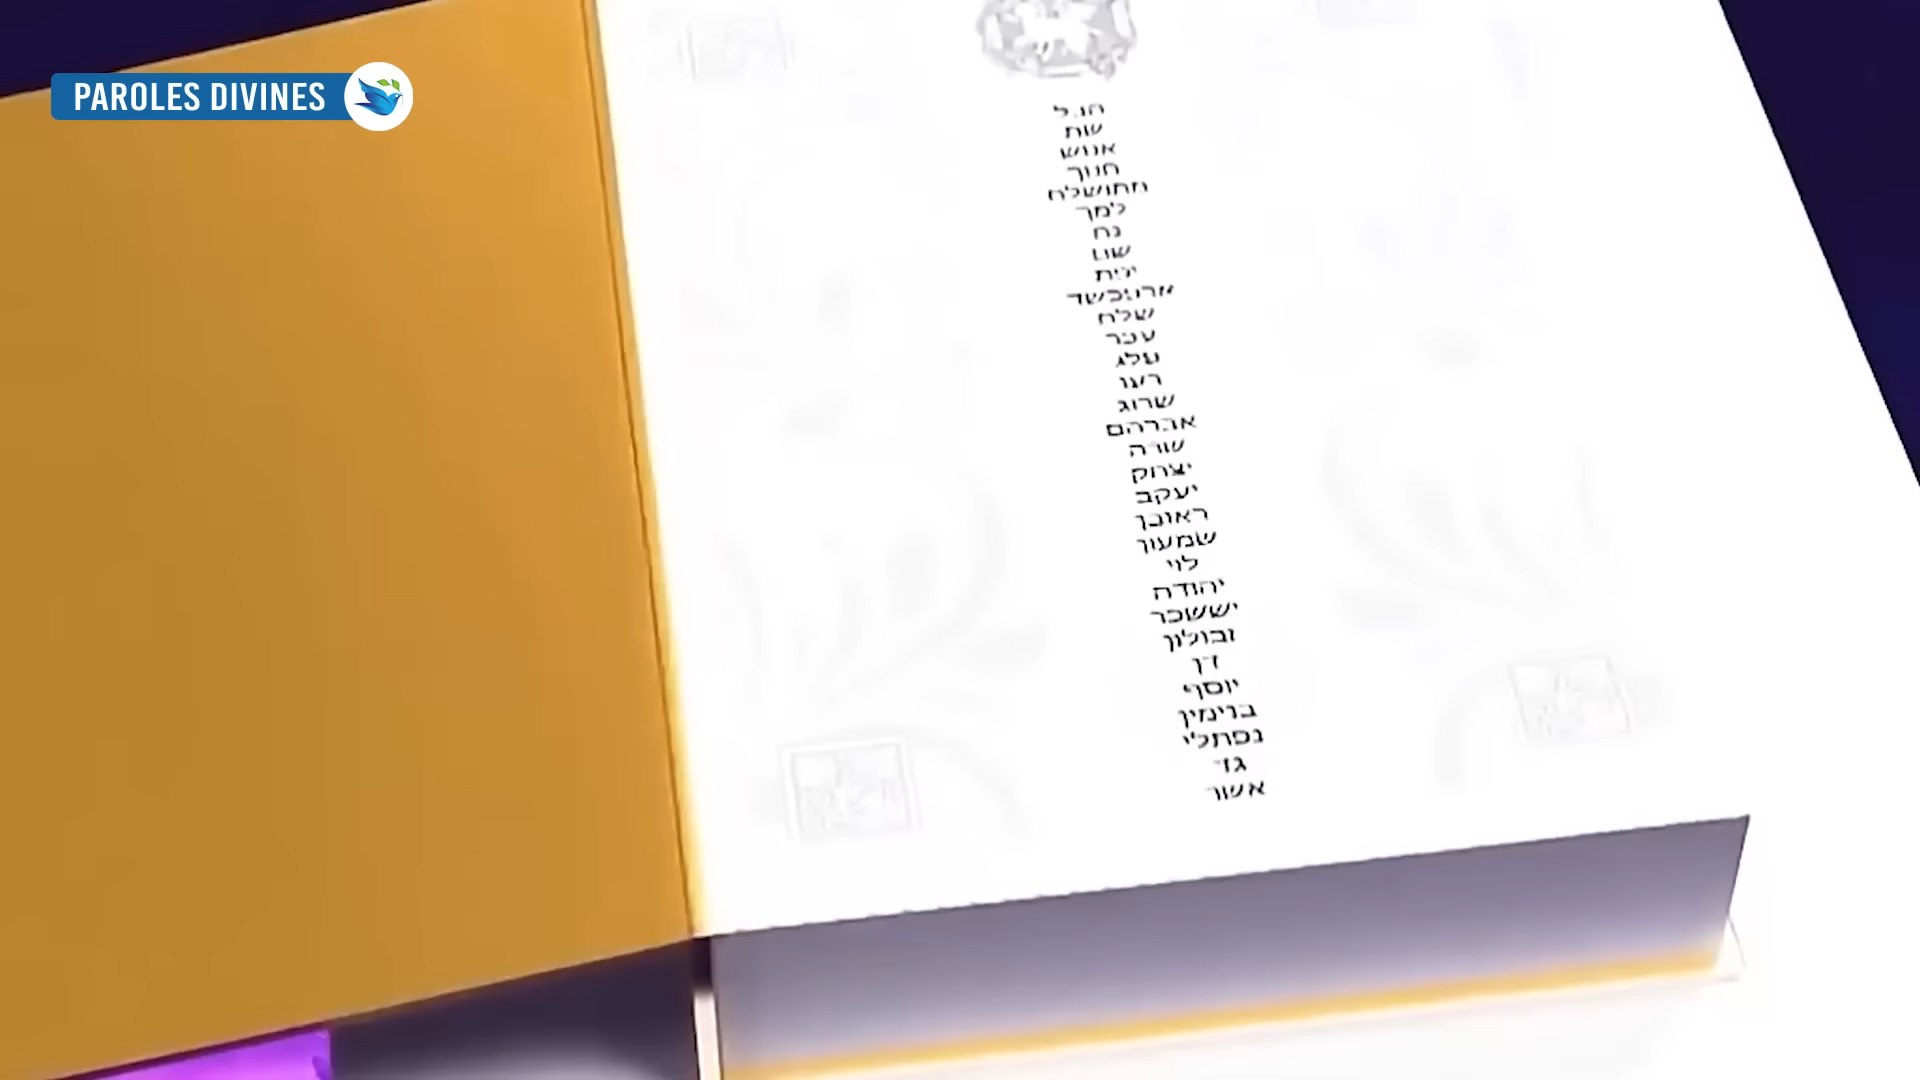 PAROLES DIVINES
הבל
שת
אנוש
חנוך
מתושלח
למך
נח
שם
יפת
ארפכשד
שלח
עבר
פלג
רעו
שרוג
אברהם
שרה
יצחק
יעקב
ראובן
שמעון
לוי
יהודה
יששכר
זבולון
דן
יוסף
בנימין
נפתלי
גד
אשר